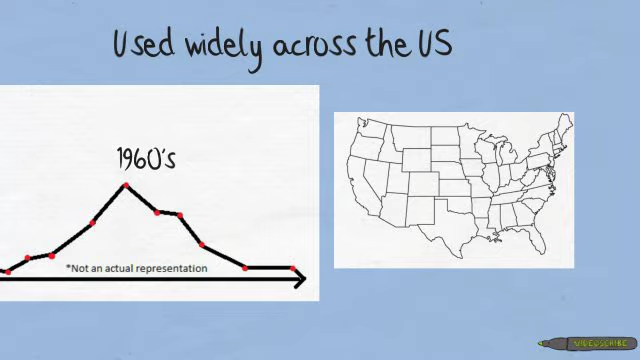 Used widely across the US
1960's
*Not an actual representation
VIDEOSCRIBE